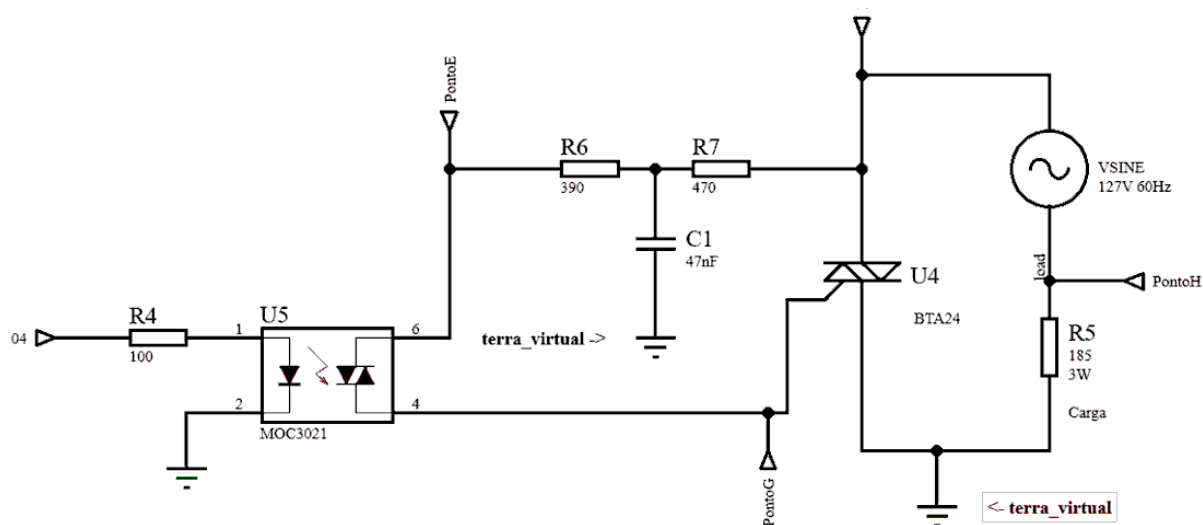 PontoE
R6
390
R7
470
VSINE
127V 60Hz
C1
47nF
U4
BTA24
load
PontoH
R4
100
04
U5
1
6
2
4
MOC3021
terra_virtual ->
R5
185
3W
Carga
PontoG
<- terra_virtual